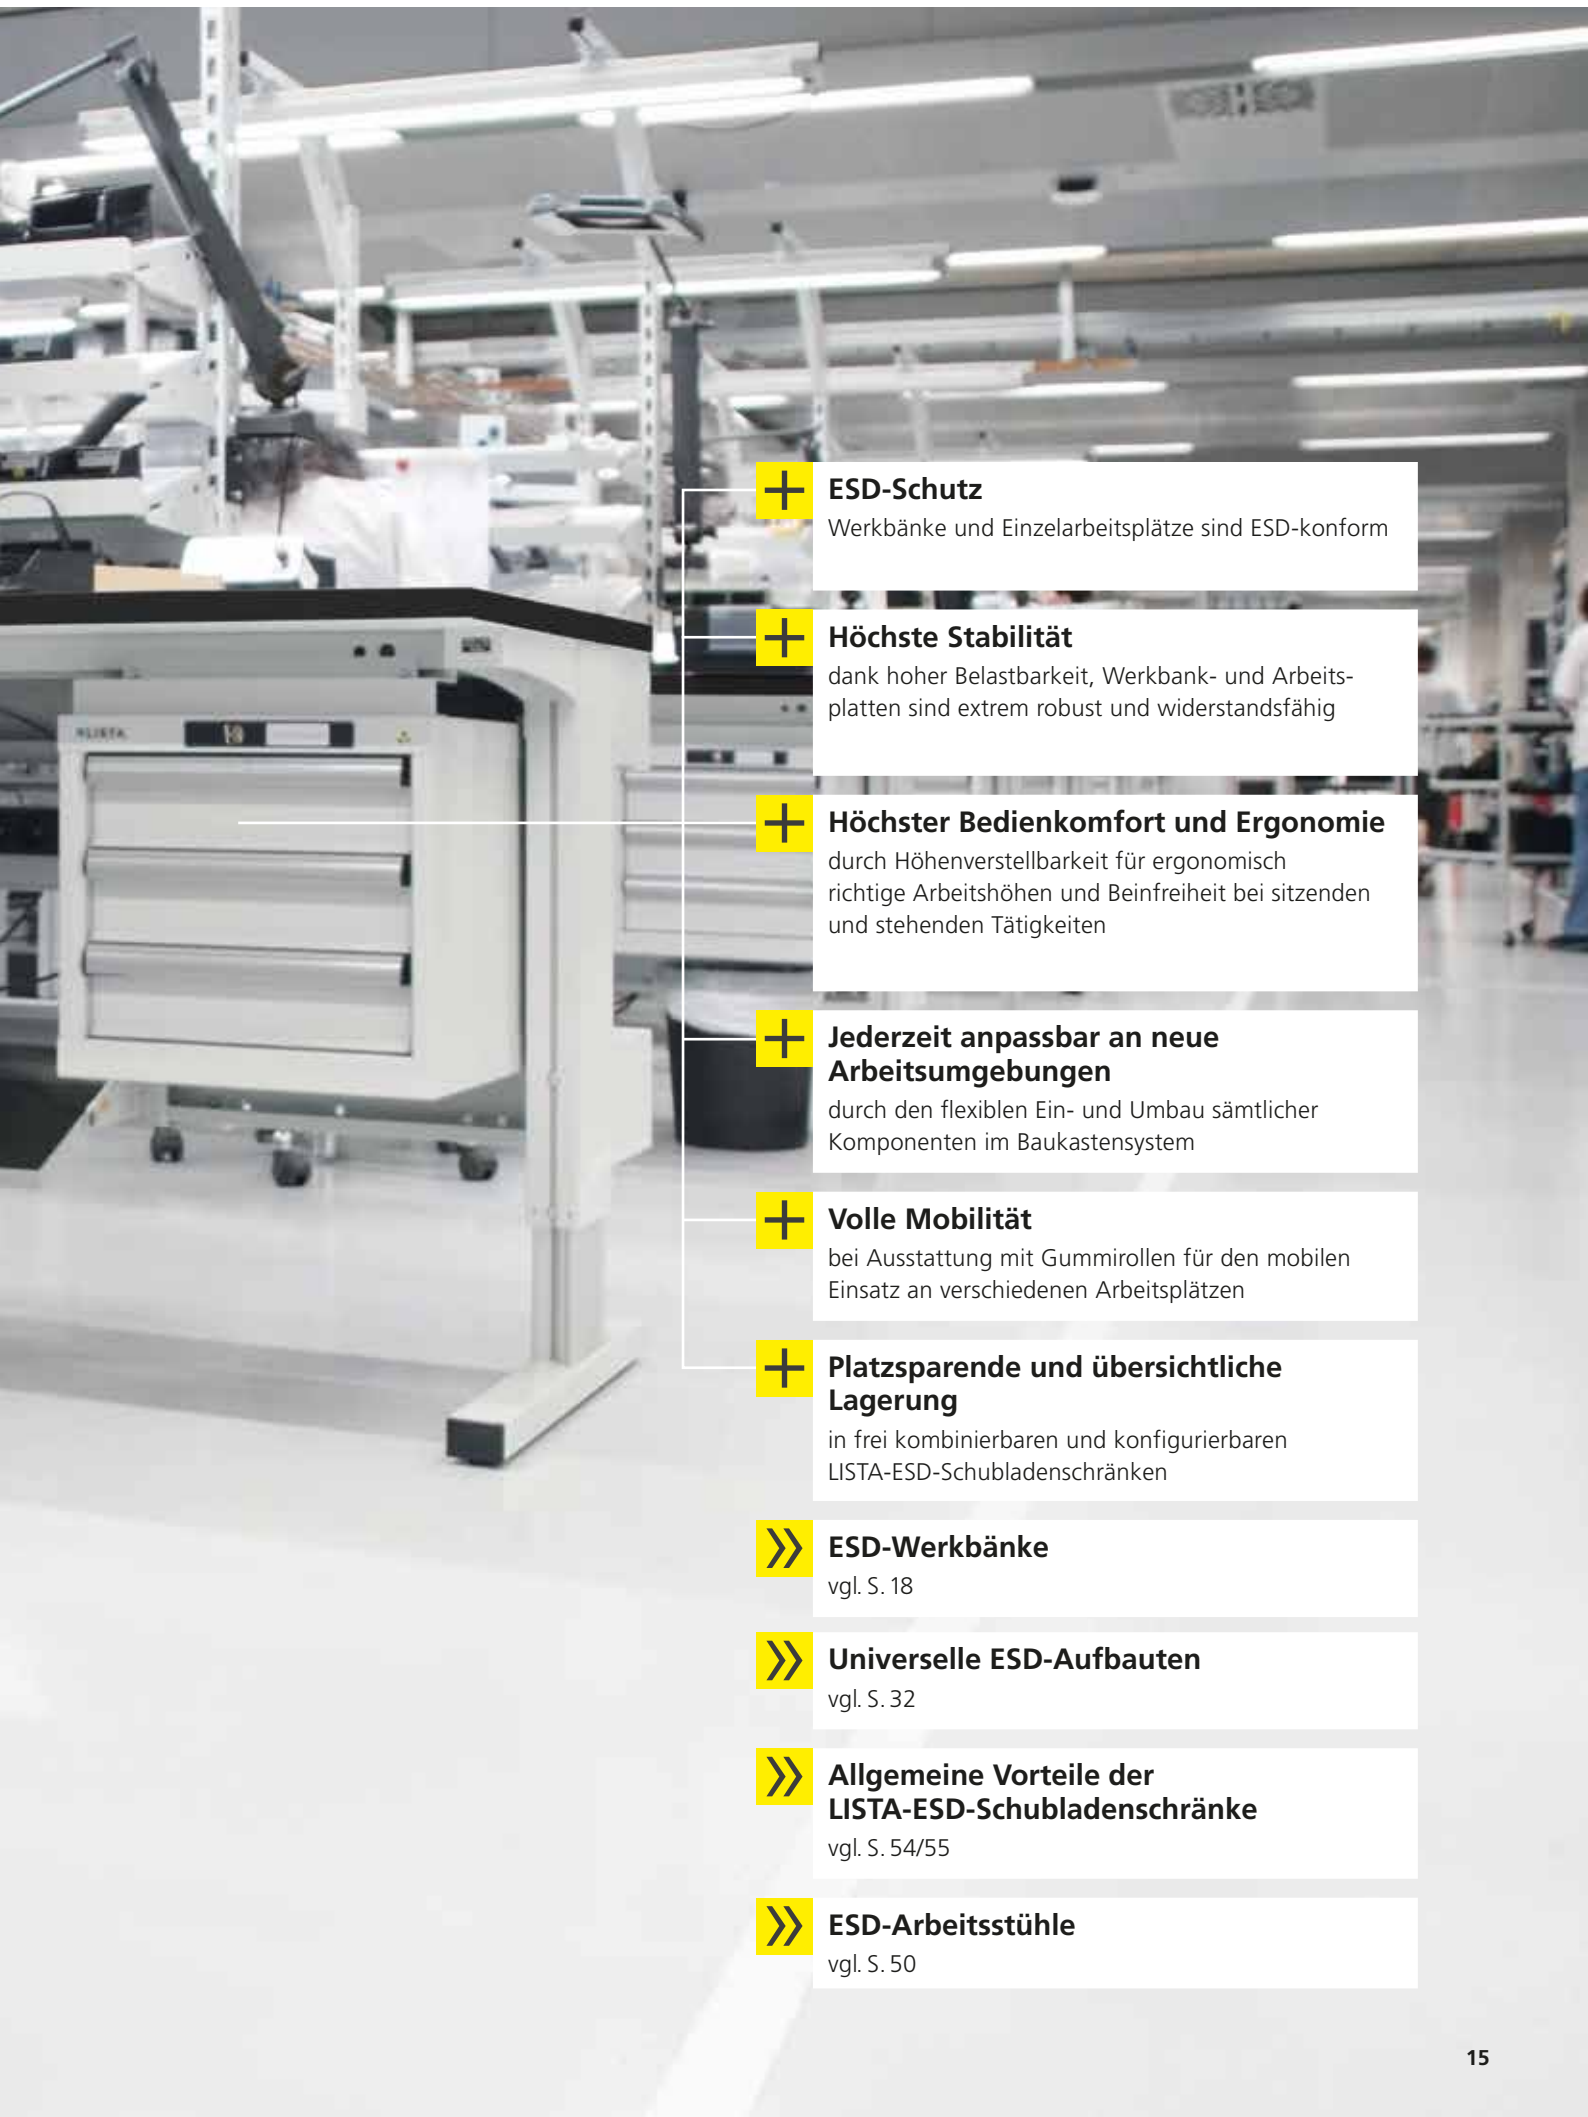 LISTA
ESD-Schutz
Werkbänke und Einzelarbeitsplätze sind ESD-konform
Höchste Stabilität
dank hoher Belastbarkeit, Werkbank- und Arbeits-
platten sind extrem robust und widerstandsfähig
Höchster Bedienkomfort und Ergonomie
durch Höhenverstellbarkeit für ergonomisch
richtige Arbeitshöhen und Beinfreiheit bei sitzenden
und stehenden Tätigkeiten
Jederzeit anpassbar an neue
Arbeitsumgebungen
durch den flexiblen Ein- und Umbau sämtlicher
Komponenten im Baukastensystem
Volle Mobilität
bei Ausstattung mit Gummirollen für den mobilen
Einsatz an verschiedenen Arbeitsplätzen
Platzsparende und übersichtliche
Lagerung
in frei kombinierbaren und konfigurierbaren
LISTA-ESD-Schubladenschränken
ESD-Werkbänke
vgl. S. 18
Universelle ESD-Aufbauten
vgl. S. 32
Allgemeine Vorteile der
LISTA-ESD-Schubladenschränke
vgl. S. 54/55
ESD-Arbeitsstühle
vgl. S. 50
15